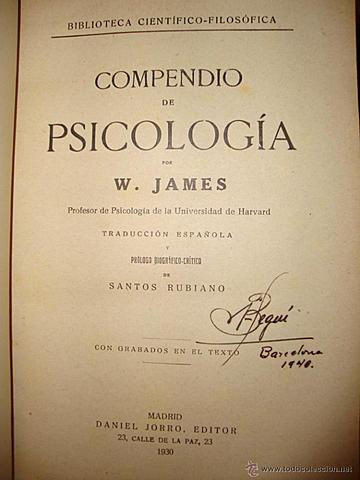 BIBLIOTECA CIENTÍFICO-FILOSÓFICA
COMPENDIO
DE
PSICOLOGÍA
POR
W. JAMES
Profesor de Psicología de la Universidad de Harvard
TRADUCCIÓN ESPAÑOLA
Y
PRÓLOGO BIOGRÁFICO-CRÍTICO
DE
SANTOS RUBIANO
CON GRABADOS EN EL TEXTO
Barcelona
1940.
MADRID
DANIEL JORRO, EDITOR
23, CALLE DE LA PAZ, 23
1930
todocoleccion.net